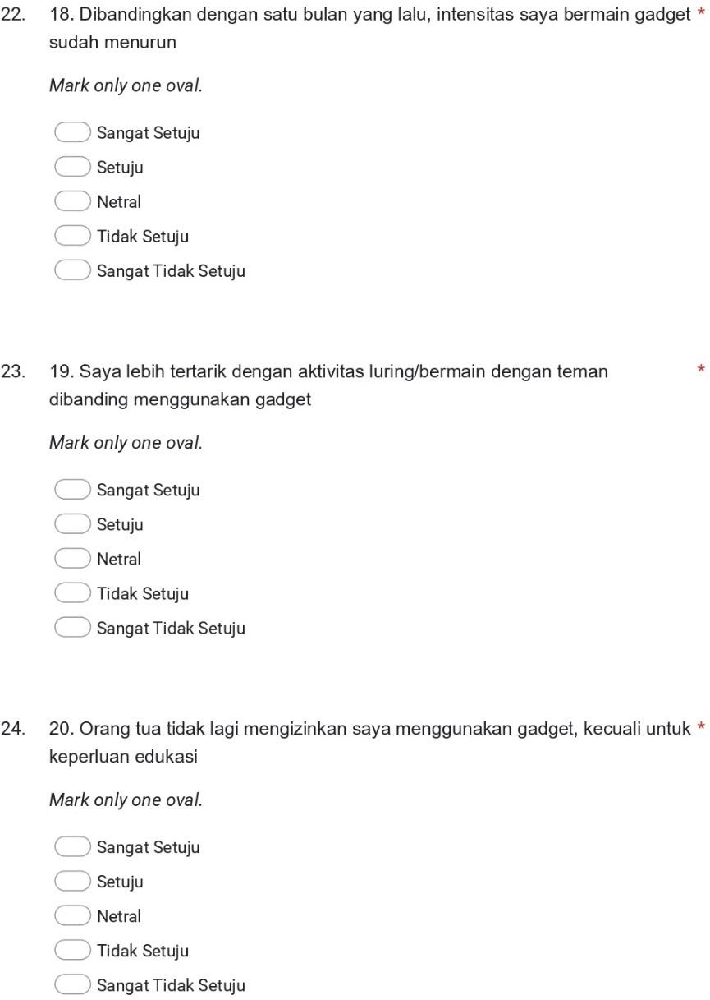 22. 18. Dibandingkan dengan satu bulan yang lalu, intensitas saya bermain gadget *
sudah menurun
Mark only one oval.
Sangat Setuju
Setuju
Netral
Tidak Setuju
Sangat Tidak Setuju
23. 19. Saya lebih tertarik dengan aktivitas luring/bermain dengan teman *
dibanding menggunakan gadget
Mark only one oval.
Sangat Setuju
Setuju
Netral
Tidak Setuju
Sangat Tidak Setuju
24. 20. Orang tua tidak lagi mengizinkan saya menggunakan gadget, kecuali untuk *
keperluan edukasi
Mark only one oval.
Sangat Setuju
Setuju
Netral
Tidak Setuju
Sangat Tidak Setuju